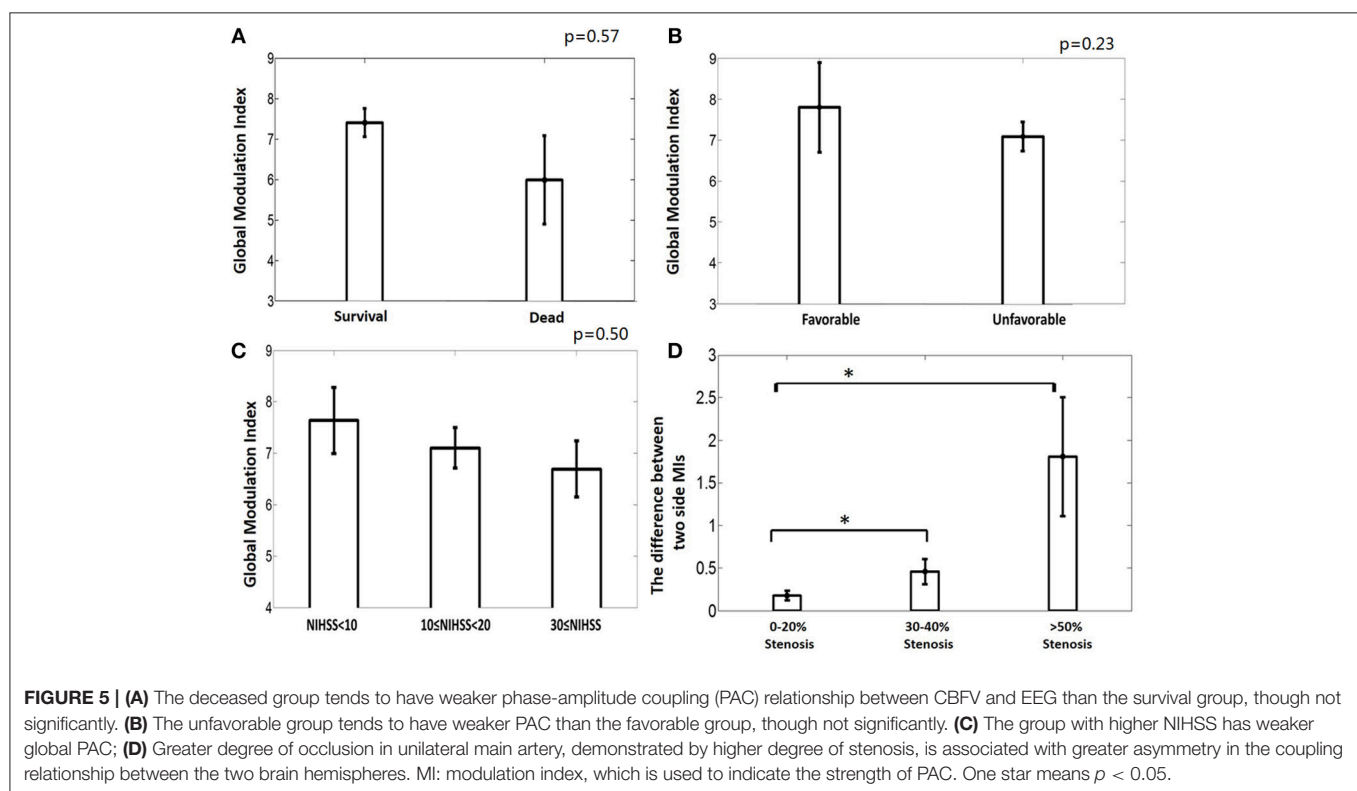 A
p=0.57
Global Modulation Index
9
8
7
6
5
4
3
Survival Dead
B
p=0.23
Global Modulation Index
9
8
7
6
5
4
3
Favorable Unfavorable
C
p=0.50
Global Modulation Index
9
8
7
6
5
4
NIHSS<10 10≤NIHSS<20 30≤NIHSS
D
The difference between
two side MIs
3
2.5
2
1.5
1
0.5
0
*
*
0-20% 30-40% >50%
Stenosis Stenosis Stenosis
FIGURE 5 | (A) The deceased group tends to have weaker phase-amplitude coupling (PAC) relationship between CBFV and EEG than the survival group, though not
significantly. (B) The unfavorable group tends to have weaker PAC than the favorable group, though not significantly. (C) The group with higher NIHSS has weaker
global PAC; (D) Greater degree of occlusion in unilateral main artery, demonstrated by higher degree of stenosis, is associated with greater asymmetry in the coupling
relationship between the two brain hemispheres. MI: modulation index, which is used to indicate the strength of PAC. One star means p < 0.05.